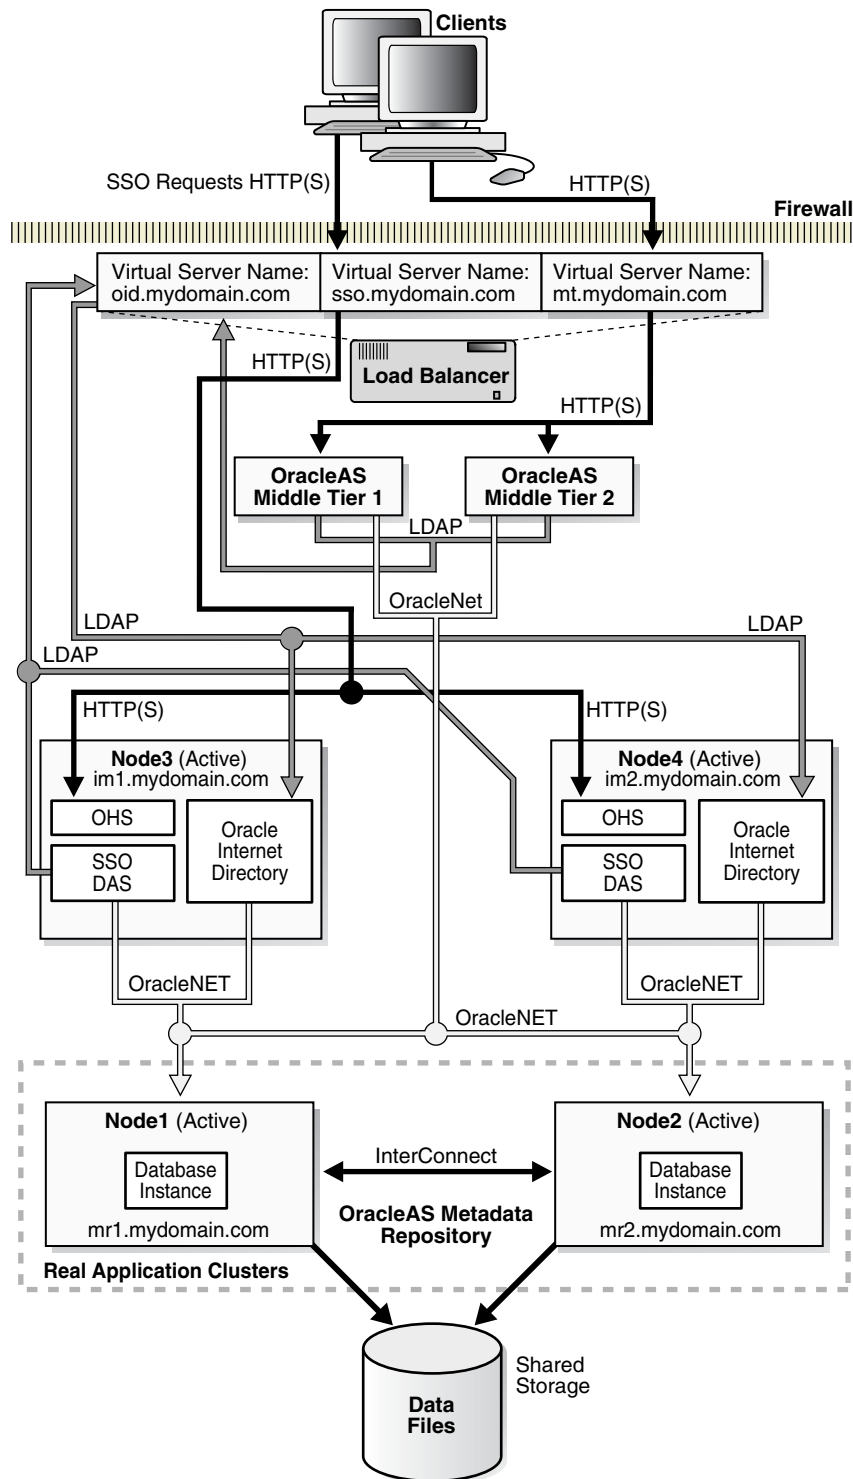 Clients
SSO Requests HTTP(S)
HTTP(S)
Firewall
Virtual Server Name:
oid.mydomain.com
Virtual Server Name:
sso.mydomain.com
Virtual Server Name:
mt.mydomain.com
HTTP(S)
Load Balancer
HTTP(S)
OracleAS
Middle Tier 1
OracleAS
Middle Tier 2
LDAP
OracleNet
LDAP
LDAP
LDAP
HTTP(S)
HTTP(S)
Node3 (Active)
im1.mydomain.com
OHS
SSO
DAS
Oracle
Internet
Directory
Node4 (Active)
im2.mydomain.com
OHS
SSO
DAS
Oracle
Internet
Directory
OracleNET
OracleNET
OracleNET
Node1 (Active)
Database
Instance
mr1.mydomain.com
InterConnect
OracleAS Metadata
Repository
Node2 (Active)
Database
Instance
mr2.mydomain.com
Real Application Clusters
Data
Files
Shared
Storage